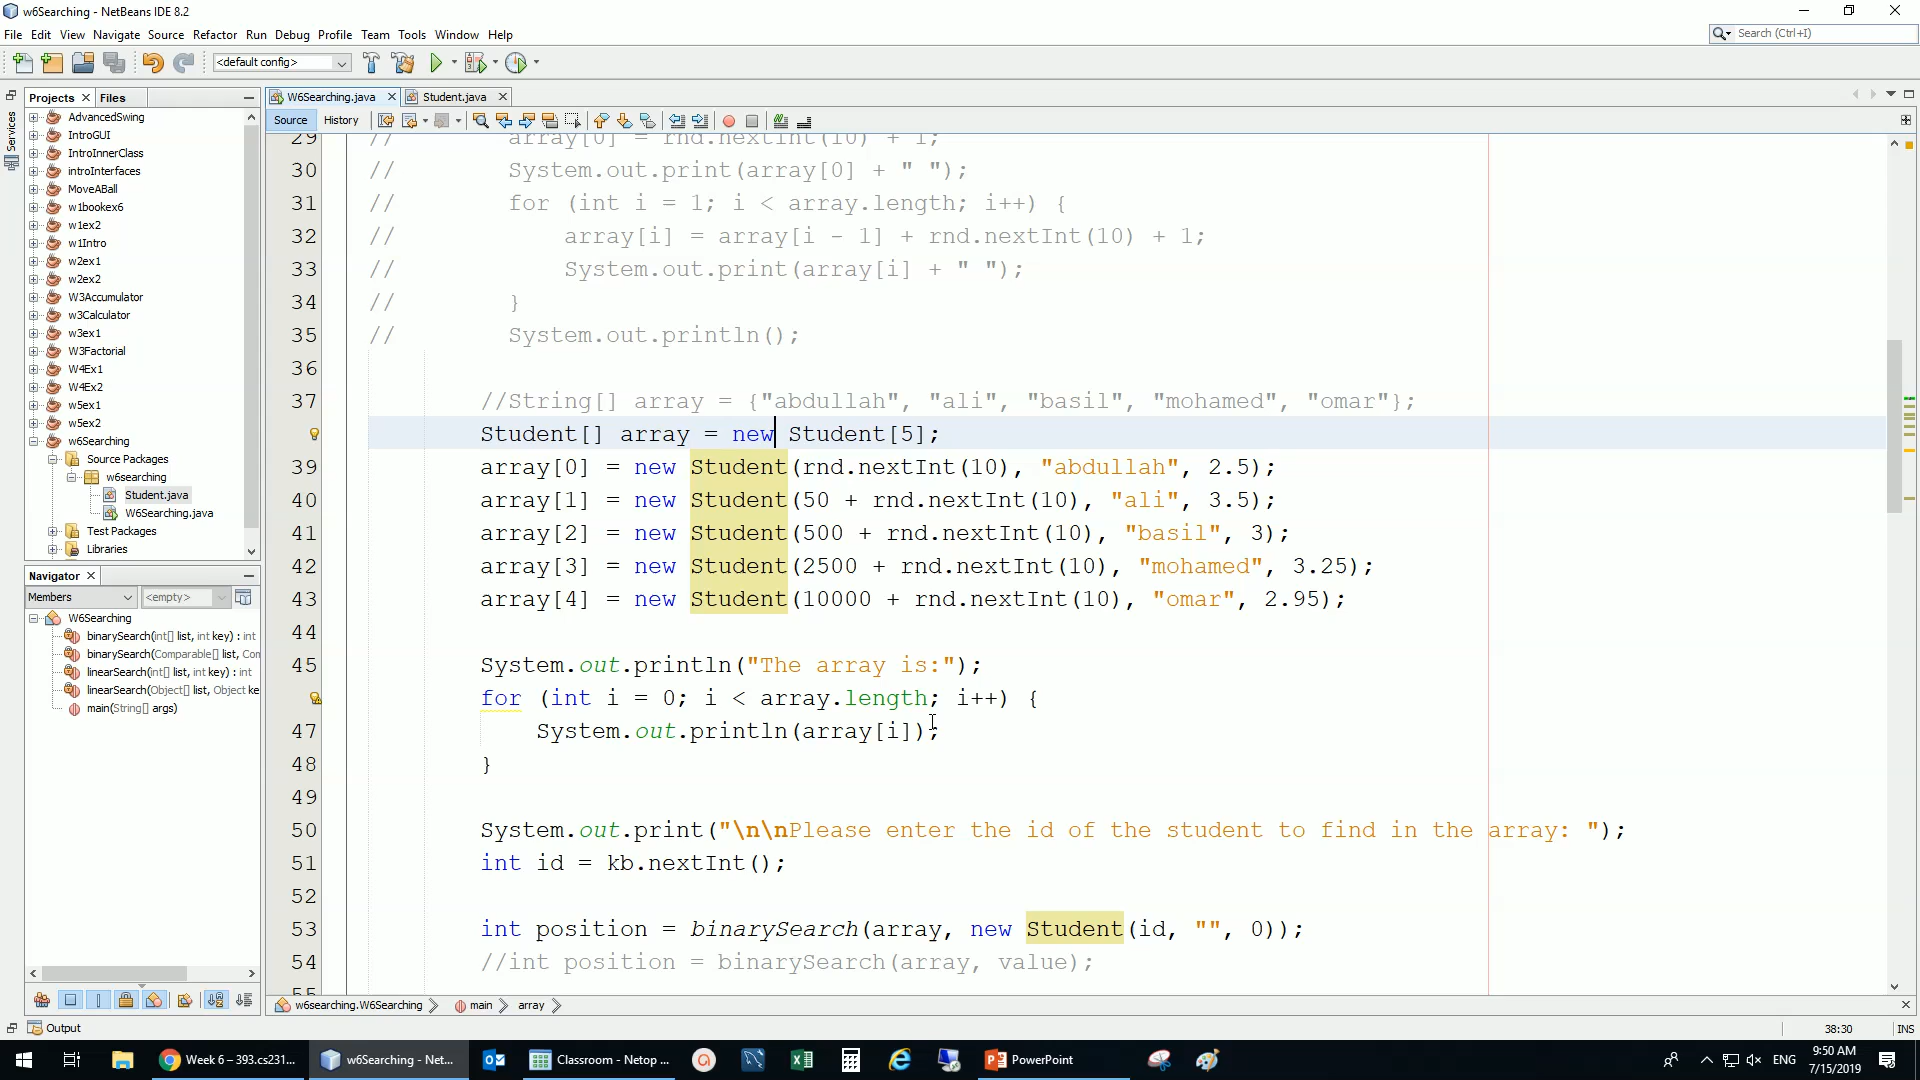 w6Searching - NetBeans IDE 8.2
File Edit View Navigate Source Refactor Run Debug Profile Team Tools Window Help
Search (Ctrl+I)
<default config>
Projects Files
W6Searching.java Student.java
Services
Source History
AdvancedSwing
IntroGUI
IntroInnerClass
introInterfaces
MoveABall
w1bookex6
w1ex2
w1Intro
w2ex1
w2ex2
W3Accumulator
w3Calculator
w3ex1
W3Factorial
W4Ex1
W4Ex2
w5ex1
w5ex2
w6Searching
Source Packages
w6searching
Student.java
W6Searching.java
Test Packages
Libraries
Navigator
Members <empty>
W6Searching
binarySearch(int[] list, int key) : int
binarySearch(Comparable[] list, Con
linearSearch(int[] list, int key) : int
linearSearch(Object[] list, Object ke
main(String[] args)
29 // array[0] = rnd.nextInt(10) + 1;
30 // System.out.print(array[0] + " ");
31 // for (int i = 1; i < array.length; i++) {
32 // array[i] = array[i - 1] + rnd.nextInt(10) + 1;
33 // System.out.print(array[i] + " ");
34 // }
35 // System.out.println();
36
37 //String[] array = {"abdullah", "ali", "basil", "mohamed", "omar"};
Student[] array = new Student[5];
39 array[0] = new Student(rnd.nextInt(10), "abdullah", 2.5);
40 array[1] = new Student(50 + rnd.nextInt(10), "ali", 3.5);
41 array[2] = new Student(500 + rnd.nextInt(10), "basil", 3);
42 array[3] = new Student(2500 + rnd.nextInt(10), "mohamed", 3.25);
43 array[4] = new Student(10000 + rnd.nextInt(10), "omar", 2.95);
44
45 System.out.println("The array is:");
for (int i = 0; i < array.length; i++) {
47 System.out.println(array[i]);
48 }
49
50 System.out.print("\n\nPlease enter the id of the student to find in the array: ");
51 int id = kb.nextInt();
52
53 int position = binarySearch(array, new Student(id, "", 0));
54 //int position = binarySearch(array, value);
55
w6searching.W6Searching main array
Output
38:30 INS
Week 6 – 393.cs231... w6Searching - Net... Classroom - Netop ... PowerPoint
ENG
9:50 AM
7/15/2019